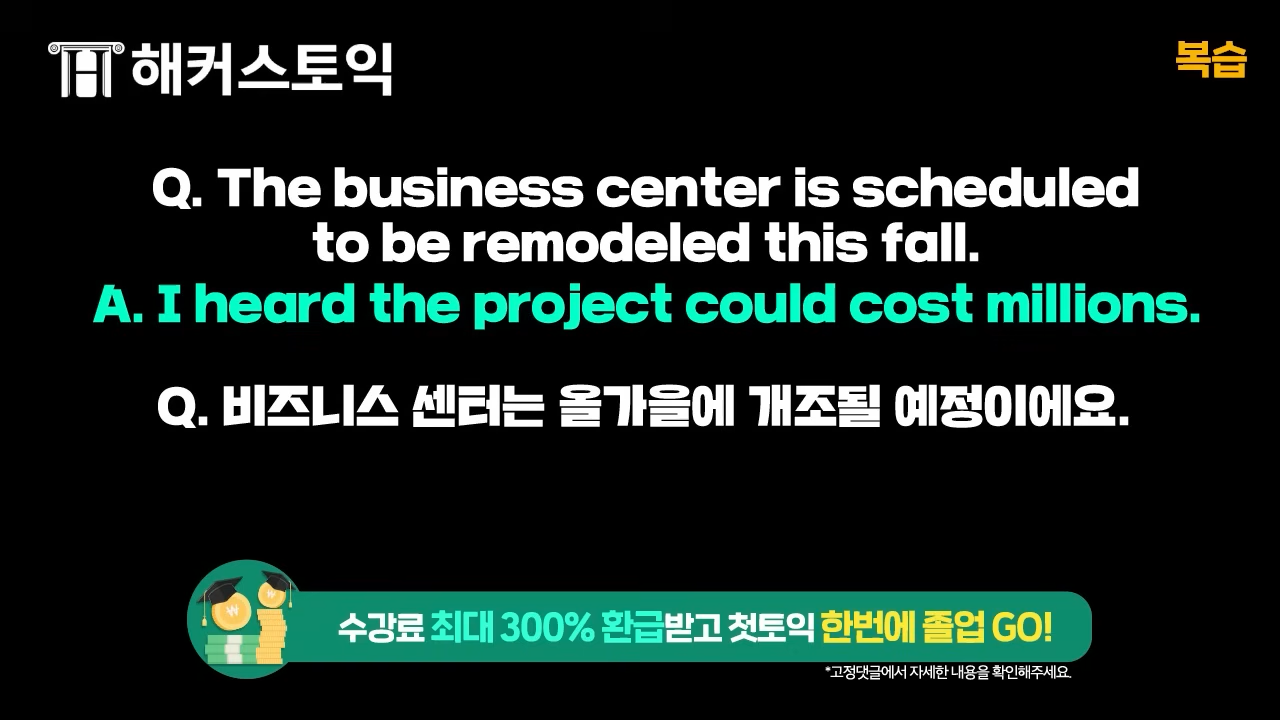 해커스토익
복습
Q. The business center is scheduled
to be remodeled this fall.
A. I heard the project could cost millions.
Q. 비즈니스 센터는 올가을에 개조될 예정이에요.
수강료 최대 300% 환급받고 첫토익 한번에 졸업 GO!
*고정댓글에서 자세한 내용을 확인해주세요.